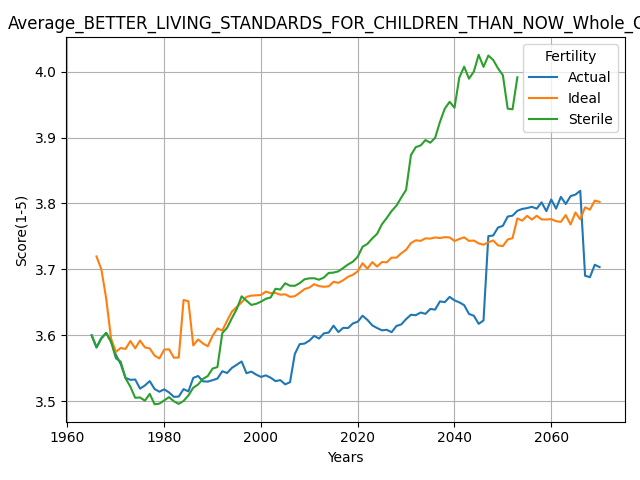 Average_BETTER_LIVING_STANDARDS_FOR_CHILDREN_THAN_NOW_Whole_
Fertility
Actual
Ideal
Sterile
Score(1-5)
4.0
3.9
3.8
3.7
3.6
3.5
1960 1980 2000 2020 2040 2060
Years